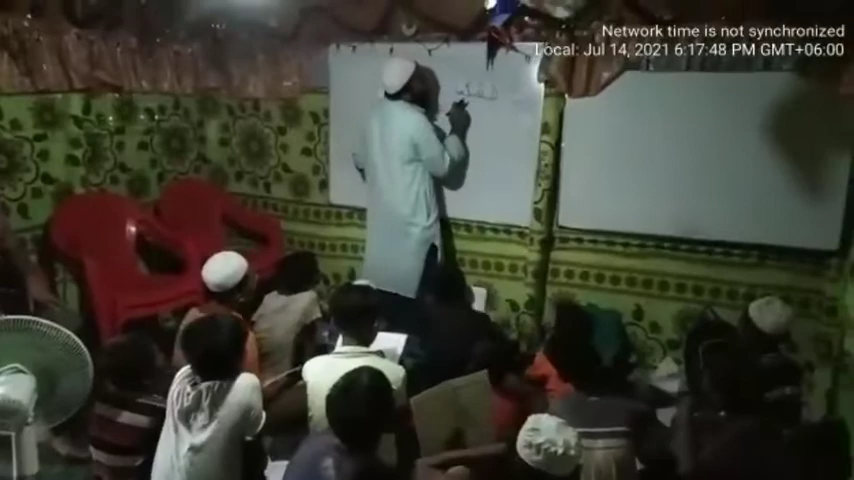 Network time is not synchronized
Local: Jul 14, 2021 6:17:48 PM GMT+06:00